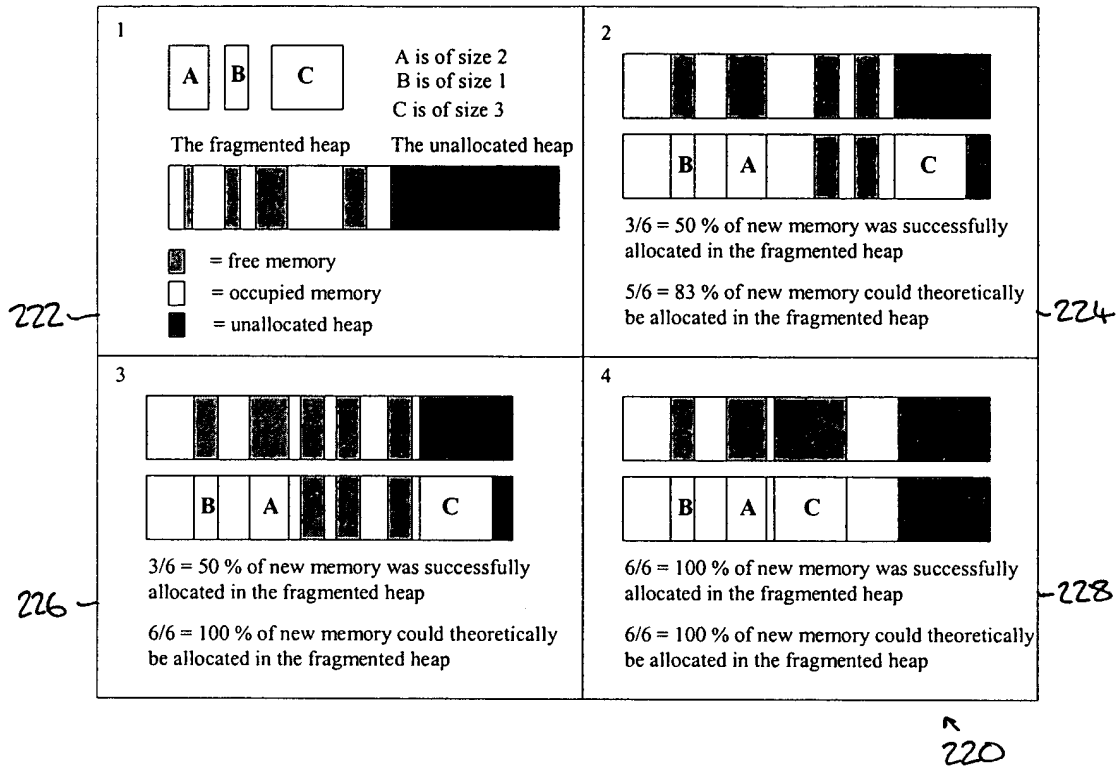 1
A B C
A is of size 2
B is of size 1
C is of size 3
The fragmented heap The unallocated heap
= free memory
= occupied memory
= unallocated heap
222
2
B A C
3/6 = 50 % of new memory was successfully
allocated in the fragmented heap
5/6 = 83 % of new memory could theoretically
be allocated in the fragmented heap
224
3
B A C
3/6 = 50 % of new memory was successfully
allocated in the fragmented heap
6/6 = 100 % of new memory could theoretically
be allocated in the fragmented heap
226
4
B A C
6/6 = 100 % of new memory was successfully
allocated in the fragmented heap
6/6 = 100 % of new memory could theoretically
be allocated in the fragmented heap
228
220